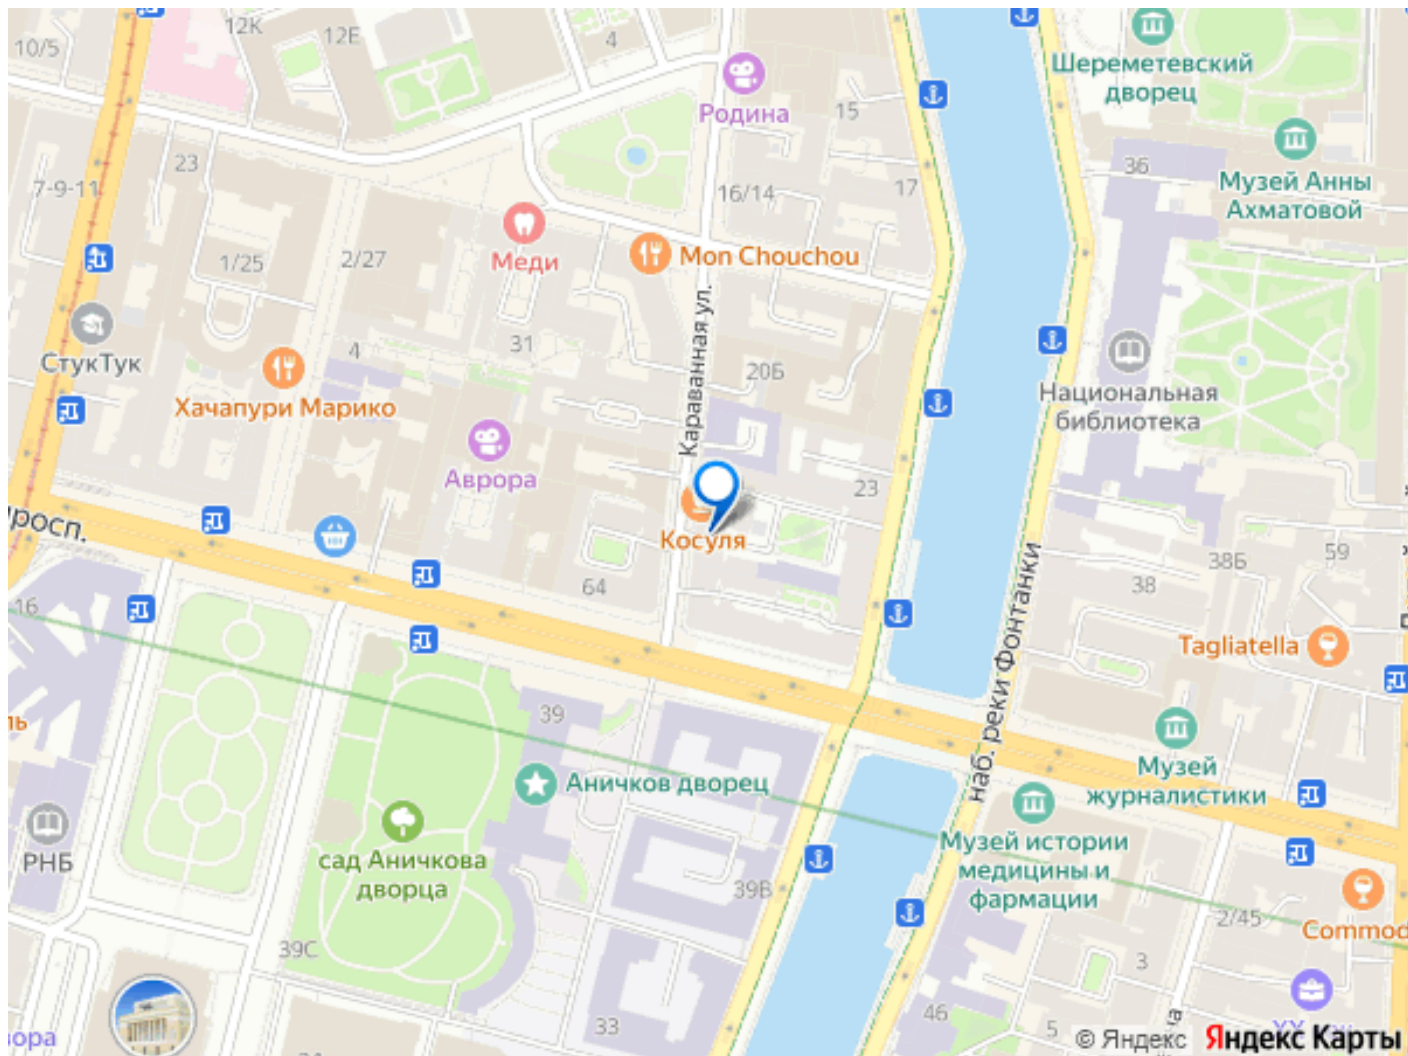 12К
12Е
10/5
4
Шереметевский
дворец
Родина
15
36
23
7-9-11
17
16/14
Музей Анны
Ахматовой
Меди
Mon Chouchou
1/25
2/27
Караванная ул.
31
4
СтукТук
20Б
Хачапури Марико
Национальная
библиотека
Аврора
23
просп.
Косуля
38Б
59
64
38
16
наб. реки Фонтанки
Tagliatella
39
Музей
журналистики
Аничков дворец
Музей истории
медицины и
фармации
РНБ
сад Аничкова
дворца
39В
2/45
Commod
39С
3
46
33
5
© Яндекс
Яндекс Карты